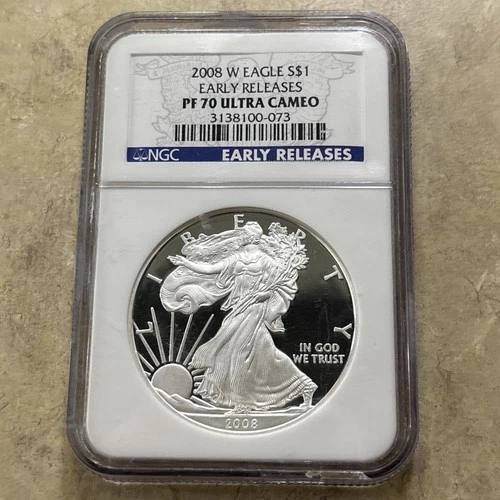 2008 W EAGLE S$1
EARLY RELEASES
PF 70 ULTRA CAMEO
3138100-073
NGC EARLY RELEASES
LIBERTY
IN GOD
WE TRUST
2008